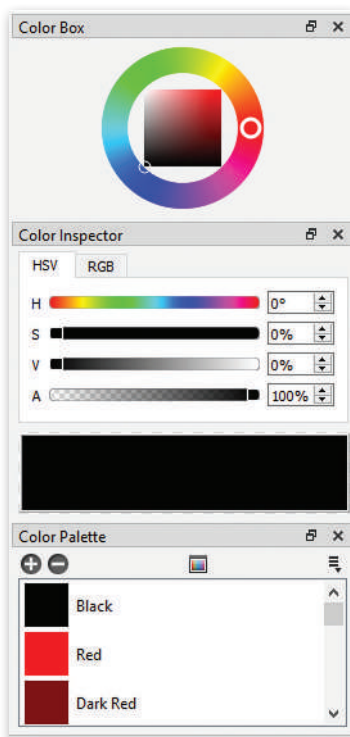 Color Box
Color Inspector
HSV RGB
H 0°
S 0%
V 0%
A 100%
Color Palette
Black
Red
Dark Red